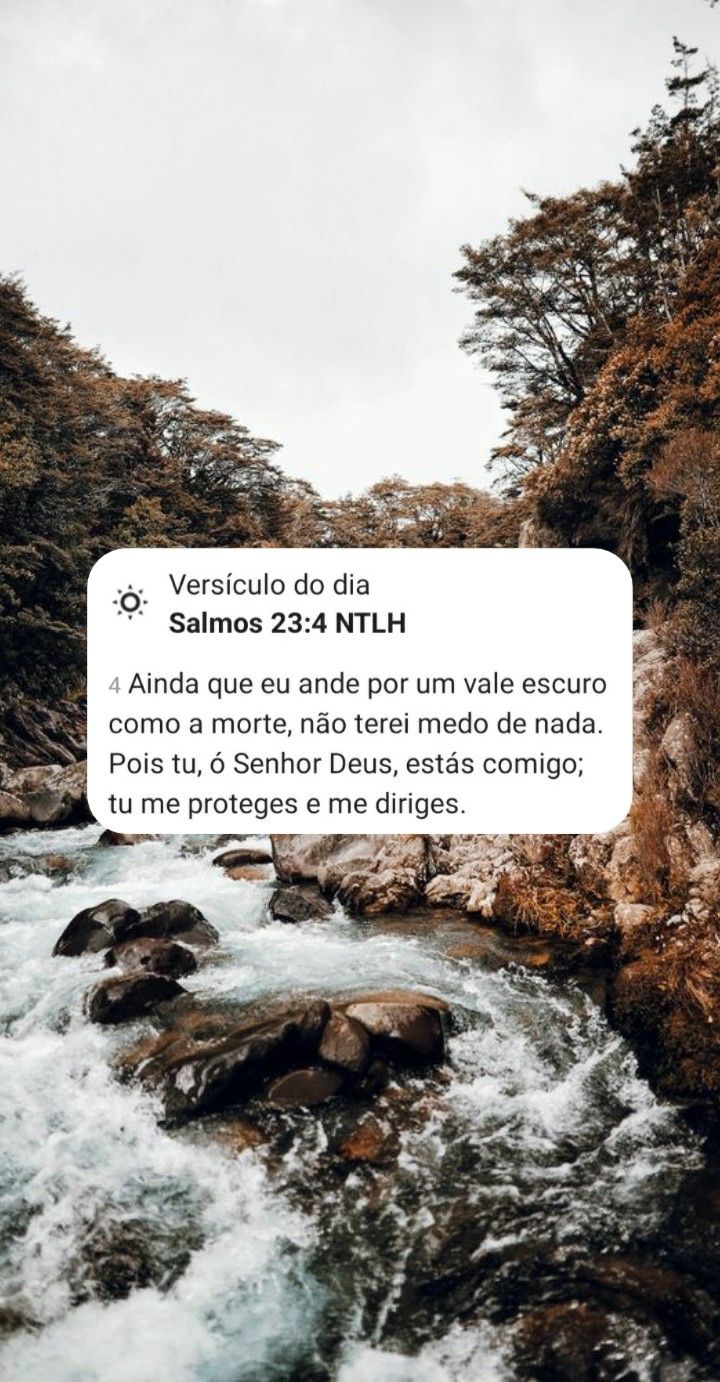 Versículo do dia
Salmos 23:4 NTLH
4 Ainda que eu ande por um vale escuro
como a morte, não terei medo de nada.
Pois tu, ó Senhor Deus, estás comigo;
tu me proteges e me diriges.